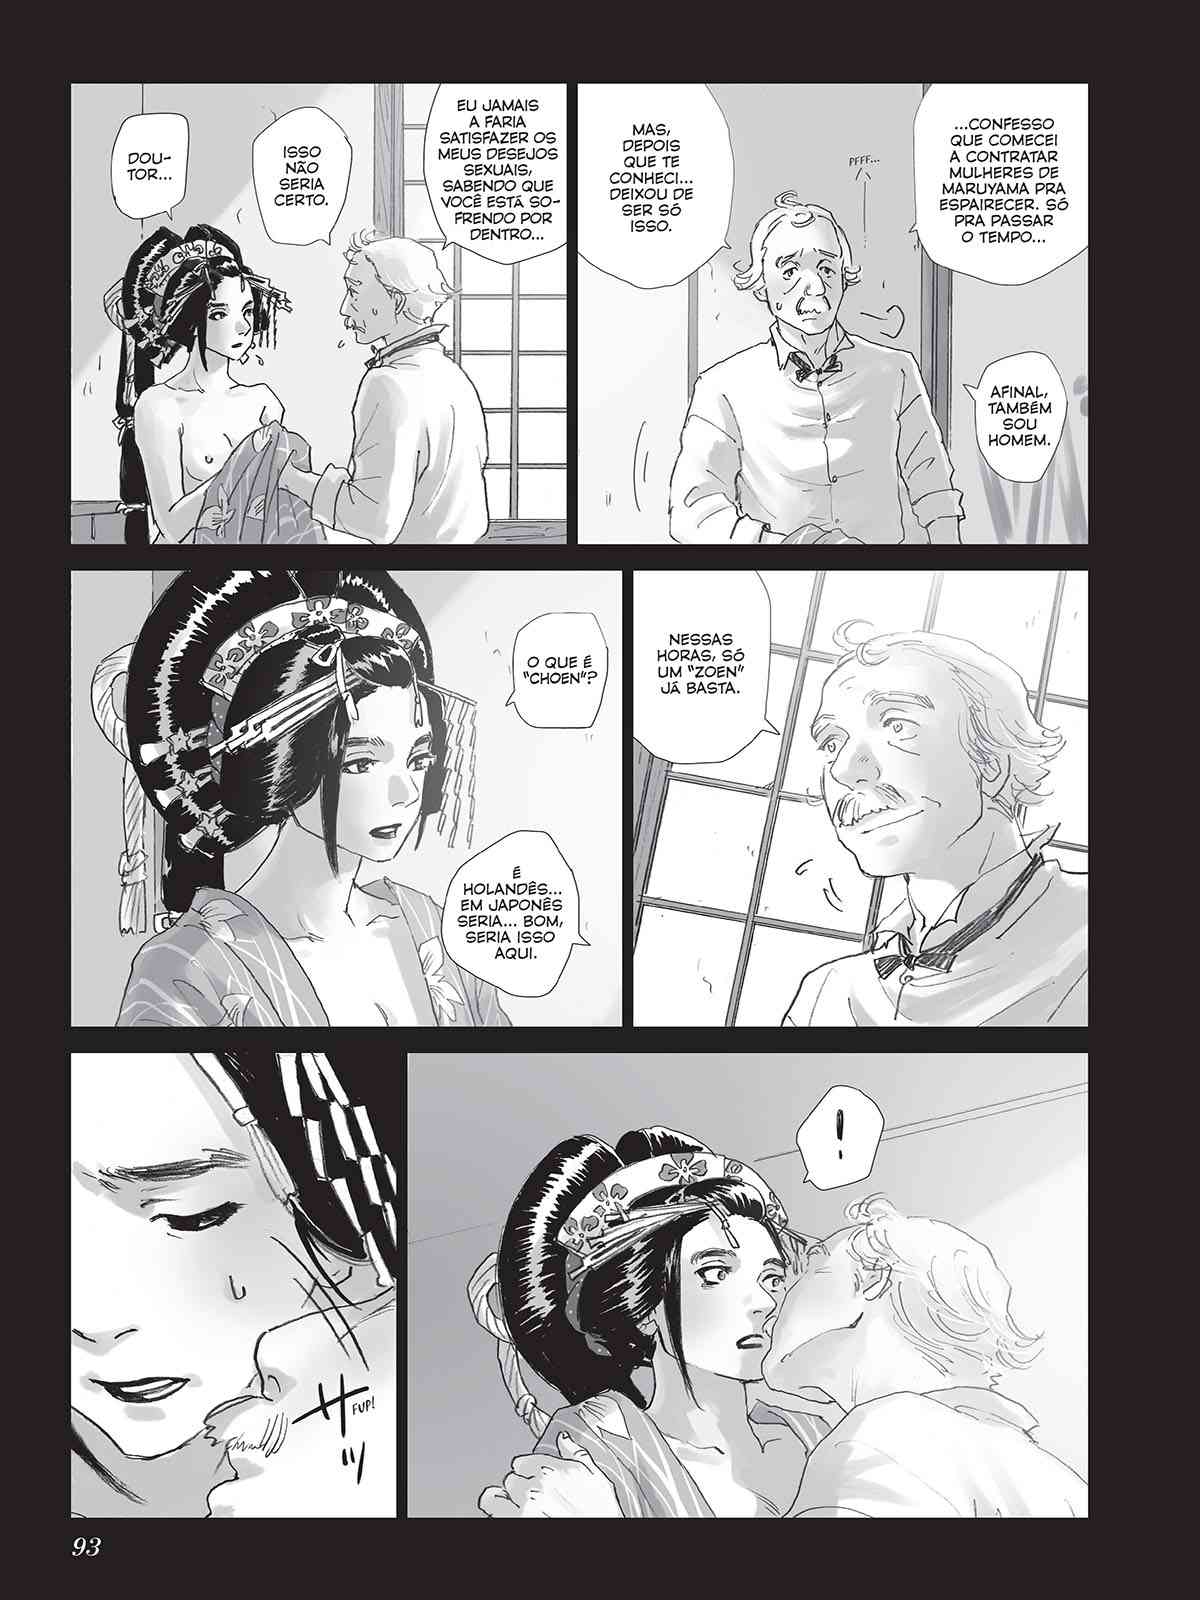 ...CONFESSO
QUE COMECEI
A CONTRATAR
MULHERES DE
MARUYAMA PRA
ESPAIRECER. SÓ
PRA PASSAR
O TEMPO...
PFFF...
AFINAL,
TAMBÉM
SOU
HOMEM.
MAS,
DEPOIS
QUE TE
CONHECI...
DEIXOU DE
SER SÓ
ISSO.
EU JAMAIS
A FARIA
SATISFAZER OS
MEUS DESEJOS
SEXUAIS,
SABENDO QUE
VOCÊ ESTÁ SO-
FRENDO POR
DENTRO...
ISSO
NÃO
SERIA
CERTO.
DOU-
TOR...
NESSAS
HORAS, SÓ
UM "ZOEN"
JÁ BASTA.
O QUE É
"CHOEN"?
É
HOLANDÊS...
EM JAPONÊS
SERIA... BOM,
SERIA ISSO
AQUI.
!
サッ
FUP!
93